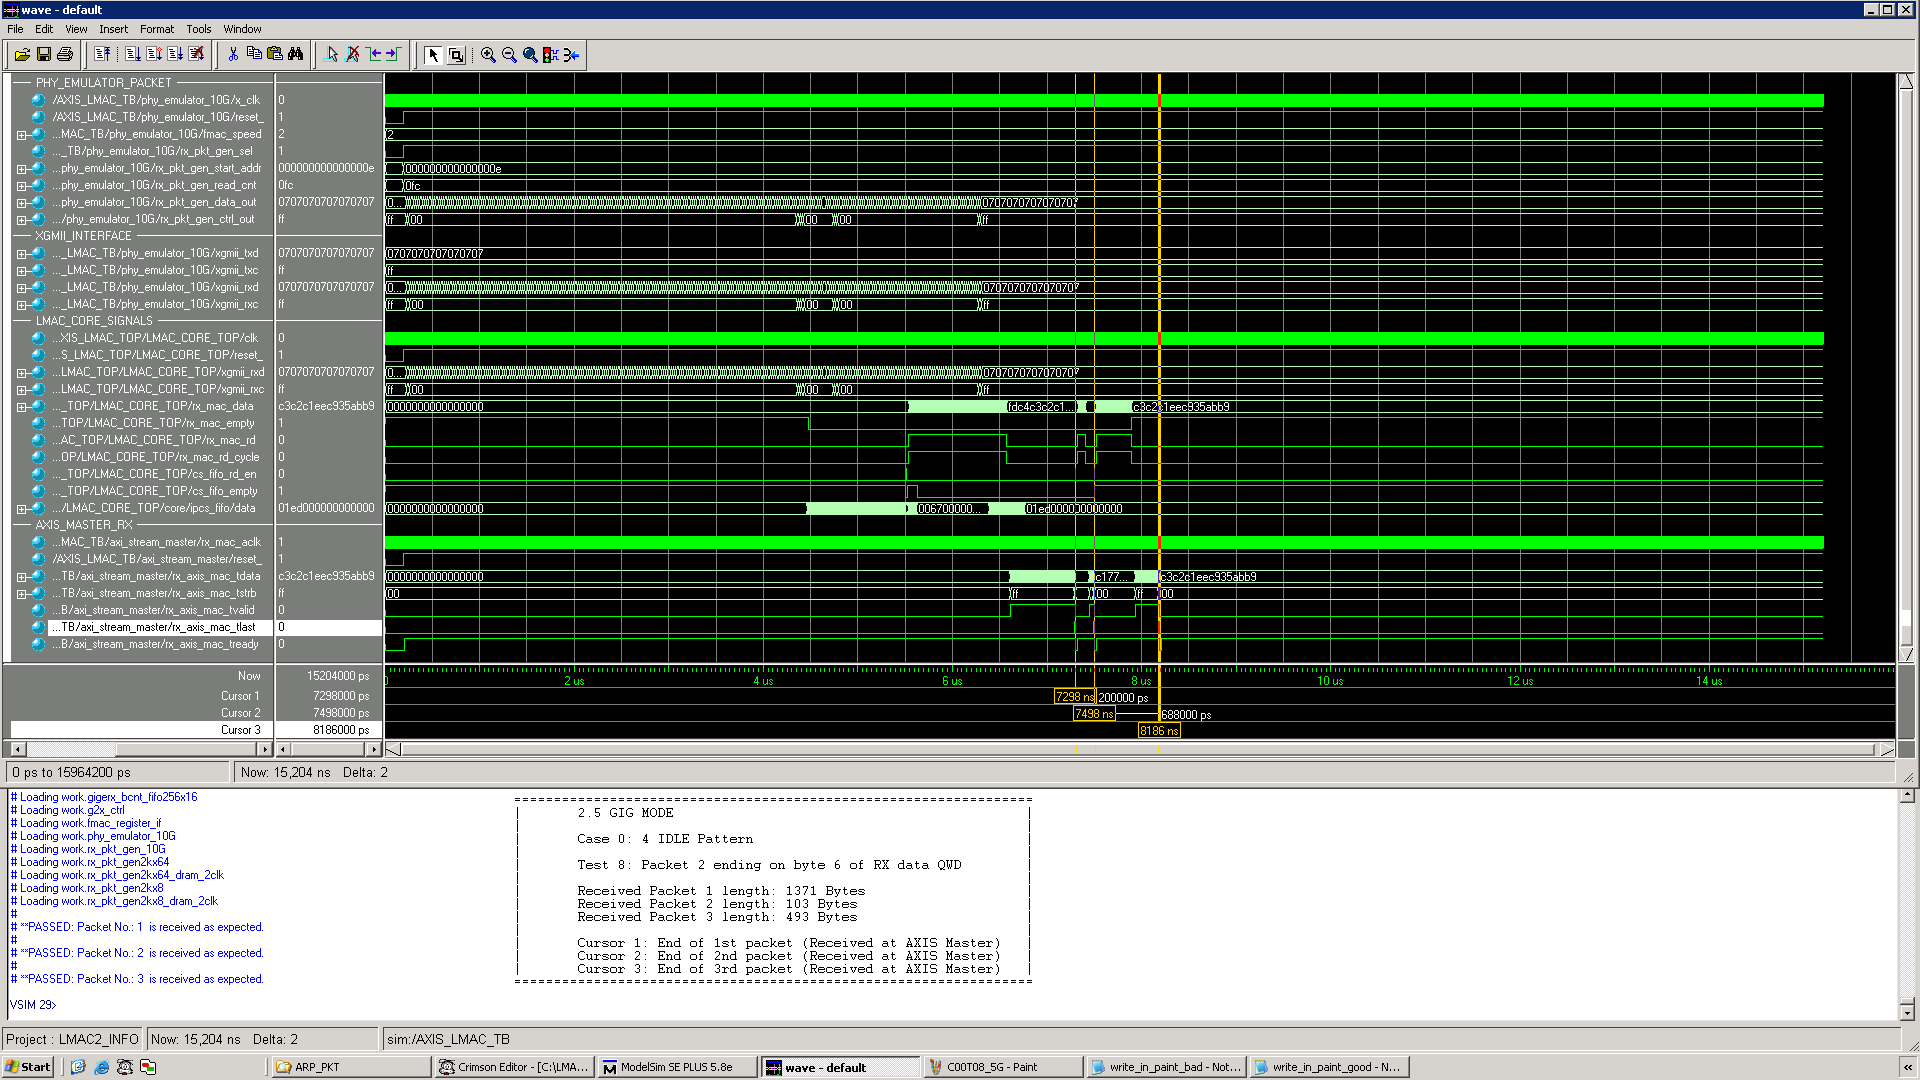 wave - default
File Edit View Insert Format Tools Window
PHY_EMULATOR_PACKET
/AXIS_LMAC_TB/phy_emulator_10G/x_clk 0
/AXIS_LMAC_TB/phy_emulator_10G/reset_ 1
...MAC_TB/phy_emulator_10G/fmac_speed 2 2
..._TB/phy_emulator_10G/rx_pkt_gen_sel 1
...phy_emulator_10G/rx_pkt_gen_start_addr 000000000000000e 000000000000000e
...phy_emulator_10G/rx_pkt_gen_read_cnt 0fc 0fc
...phy_emulator_10G/rx_pkt_gen_data_out 0707070707070707 0... 0707070707070707
.../phy_emulator_10G/rx_pkt_gen_ctrl_out ff ff 00 00 00 ff
XGMII_INTERFACE
..._LMAC_TB/phy_emulator_10G/xgmii_txd 0707070707070707 0707070707070707
..._LMAC_TB/phy_emulator_10G/xgmii_txc ff ff
..._LMAC_TB/phy_emulator_10G/xgmii_rxd 0707070707070707 0... 0707070707070707
..._LMAC_TB/phy_emulator_10G/xgmii_rxc ff ff 00 00 00 ff
LMAC_CORE_SIGNALS
...XIS_LMAC_TOP/LMAC_CORE_TOP/clk 0
...S_LMAC_TOP/LMAC_CORE_TOP/reset_ 1
...LMAC_TOP/LMAC_CORE_TOP/xgmii_rxd 0707070707070707 0... 0707070707070707
...LMAC_TOP/LMAC_CORE_TOP/xgmii_rxc ff ff 00 00 00 ff
..._TOP/LMAC_CORE_TOP/rx_mac_data c3c2c1eec935abb9 0000000000000000 fdc4c3c2c1... c3c2c1eec935abb9
...TOP/LMAC_CORE_TOP/rx_mac_empty 1
...AC_TOP/LMAC_CORE_TOP/rx_mac_rd 0
...OP/LMAC_CORE_TOP/rx_mac_rd_cycle 0
..._TOP/LMAC_CORE_TOP/cs_fifo_rd_en 0
..._TOP/LMAC_CORE_TOP/cs_fifo_empty 1
.../LMAC_CORE_TOP/core/ipcs_fifo/data 01ed000000000000 0000000000000000 006700000... 01ed000000000000
AXIS_MASTER_RX
...MAC_TB/axi_stream_master/rx_mac_aclk 1
/AXIS_LMAC_TB/axi_stream_master/reset_ 1
...TB/axi_stream_master/rx_axis_mac_tdata c3c2c1eec935abb9 0000000000000000 c177... c3c2c1eec935abb9
...TB/axi_stream_master/rx_axis_mac_tstrb ff 00 ff 00 ff 00
...B/axi_stream_master/rx_axis_mac_tvalid 0
...TB/axi_stream_master/rx_axis_mac_tlast 0
...B/axi_stream_master/rx_axis_mac_tready 0
Now 15204000 ps 2 us 4 us 6 us 8 us 10 us 12 us 14 us
Cursor 1 7298000 ps 7298 ns 200000 ps
Cursor 2 7498000 ps 7498 ns 688000 ps
Cursor 3 8186000 ps 8186 ns
0 ps to 15964200 ps Now: 15,204 ns Delta: 2
# Loading work.gigerx_bcnt_fifo256x16
# Loading work.g2x_ctrl
# Loading work.fmac_register_if
# Loading work.phy_emulator_10G
# Loading work.rx_pkt_gen_10G
# Loading work.rx_pkt_gen2kx64
# Loading work.rx_pkt_gen2kx64_dram_2clk
# Loading work.rx_pkt_gen2kx8
# Loading work.rx_pkt_gen2kx8_dram_2clk
#
# **PASSED: Packet No.: 1 is received as expected.
#
# **PASSED: Packet No.: 2 is received as expected.
#
# **PASSED: Packet No.: 3 is received as expected.
VSIM 29>
2.5 GIG MODE
Case 0: 4 IDLE Pattern
Test 8: Packet 2 ending on byte 6 of RX data QWD
Received Packet 1 length: 1371 Bytes
Received Packet 2 length: 103 Bytes
Received Packet 3 length: 493 Bytes
Cursor 1: End of 1st packet (Received at AXIS Master)
Cursor 2: End of 2nd packet (Received at AXIS Master)
Cursor 3: End of 3rd packet (Received at AXIS Master)
Project : LMAC2_INFO Now: 15,204 ns Delta: 2 sim:/AXIS_LMAC_TB
Start ARP_PKT Crimson Editor - [C:\LMA... ModelSim SE PLUS 5.8e wave - default C00T08_5G - Paint write_in_paint_bad - Not... write_in_paint_good - N...